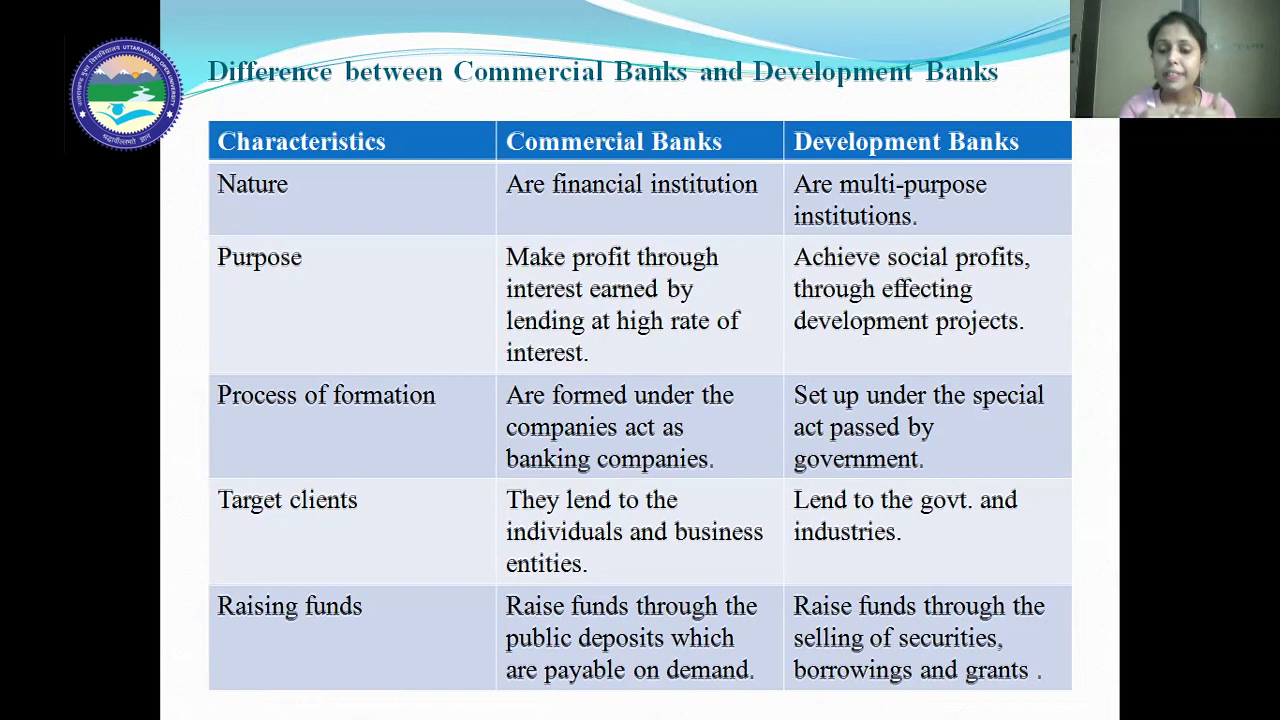 Difference between Commercial Banks and Development Banks
UTTARAKHAND OPEN UNIVERSITY
Characteristics
Commercial Banks
Development Banks
Nature
Are financial institution
Are multi-purpose
institutions.
Purpose
Make profit through
interest earned by
lending at high rate of
interest.
Achieve social profits,
through effecting
development projects.
Process of formation
Are formed under the
companies act as
banking companies.
Set up under the special
act passed by
government.
Target clients
They lend to the
individuals and business
entities.
Lend to the govt. and
industries.
Raising funds
Raise funds through the
public deposits which
are payable on demand.
Raise funds through the
selling of securities,
borrowings and grants .